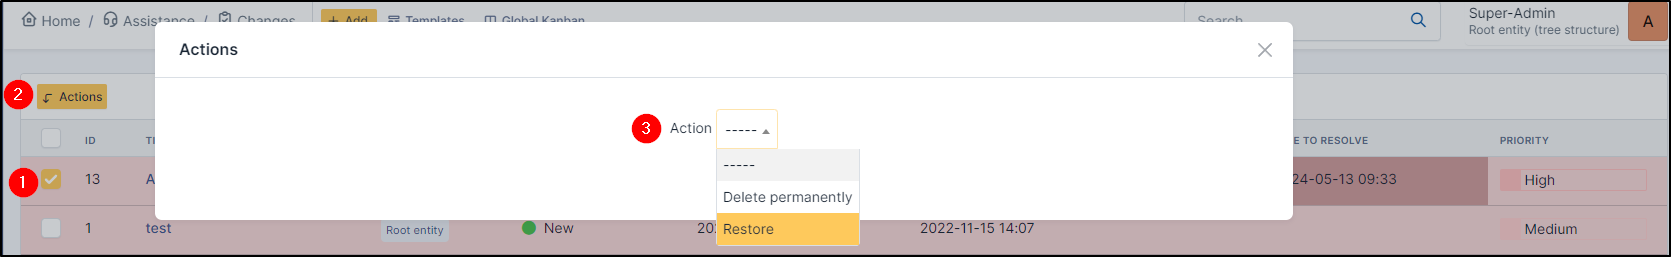 Home / Assistance / Changes + Add Templates Global Kanban Search Super-Admin A
Root entity (tree structure)
Actions
2 Actions
3 Action -----
ID TI E TO RESOLVE PRIORITY
-----
1 13 A 24-05-13 09:33 High
Delete permanently
1 test Root entity New 202 2022-11-15 14:07 Medium
Restore